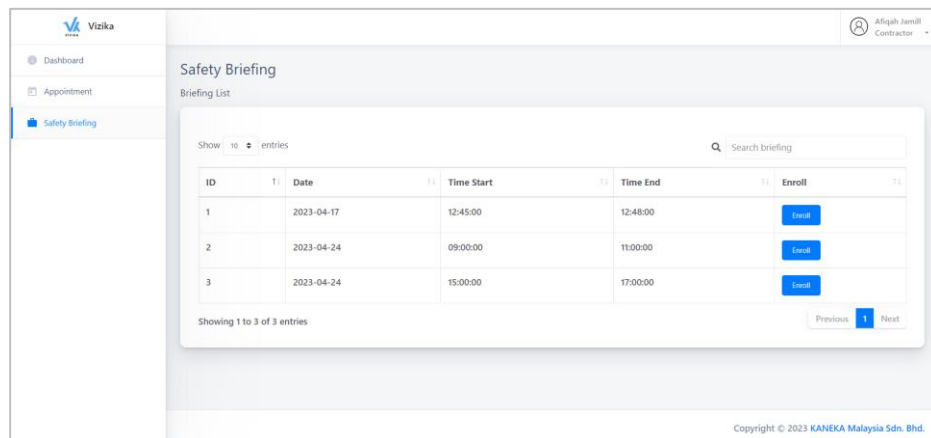 Vizika
VIZIKA
Afiqah Jamill
Contractor
Dashboard
Appointment
Safety Briefing
Safety Briefing
Briefing List
Show 10 entries
Search briefing
ID Date Time Start Time End Enroll
1 2023-04-17 12:45:00 12:48:00 Enroll
2 2023-04-24 09:00:00 11:00:00 Enroll
3 2023-04-24 15:00:00 17:00:00 Enroll
Showing 1 to 3 of 3 entries
Previous 1 Next
Copyright © 2023 KANEKA Malaysia Sdn. Bhd.